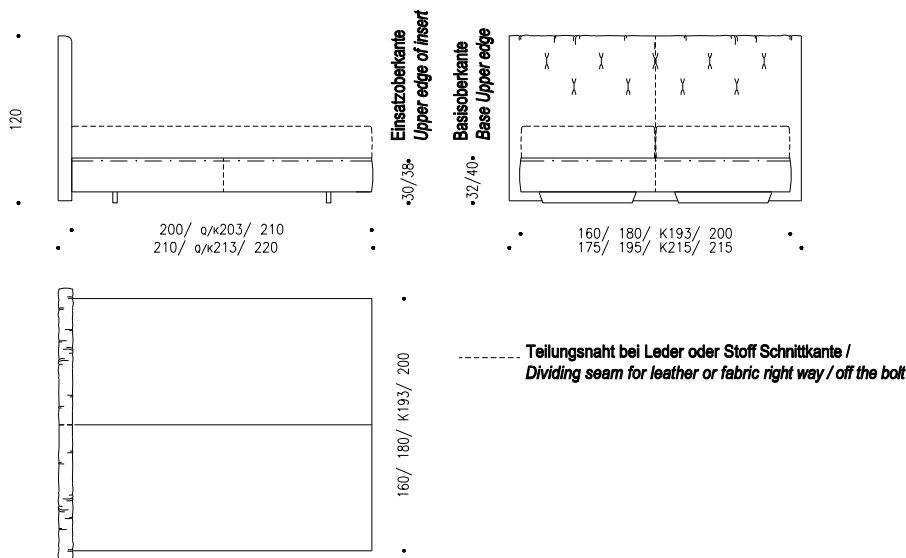 120
200/ Q/K203/ 210
210/ Q/K213/ 220
Einsatzoberkante
Upper edge of insert
30/38
Basisoberkante
Base Upper edge
32/40
160/ 180/ K193/ 200
175/ 195/ K215/ 215
160/ 180/ K193/ 200
Teilungsnaht bei Leder oder Stoff Schnittkante /
Dividing seam for leather or fabric right way / off the bolt